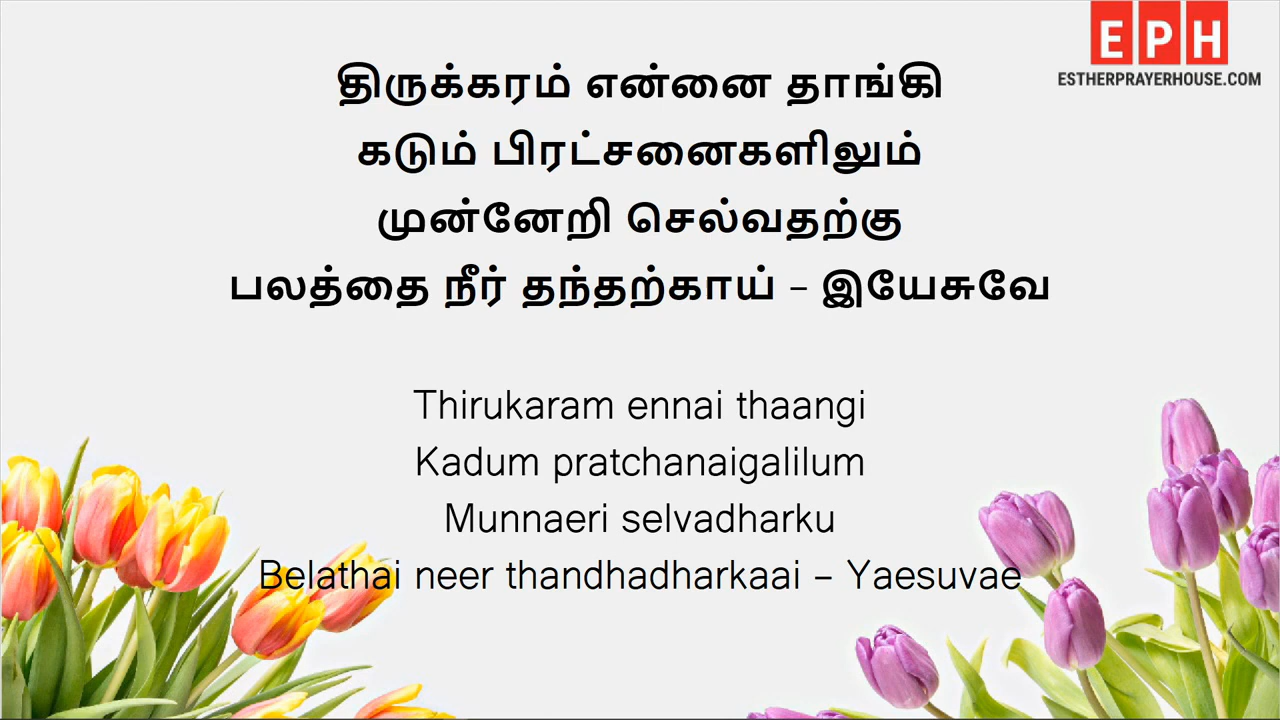 EPH
ESTHERPRAYERHOUSE.COM
திருக்கரம் என்னை தாங்கி
கடும் பிரட்சனைகளிலும்
முன்னேறி செல்வதற்கு
பலத்தை நீர் தந்தற்காய் – இயேசுவே
Thirukaram ennai thaangi
Kadum pratchanaigalilum
Munnaeri selvadharku
Belathai neer thandhadharkaai – Yaesuvae